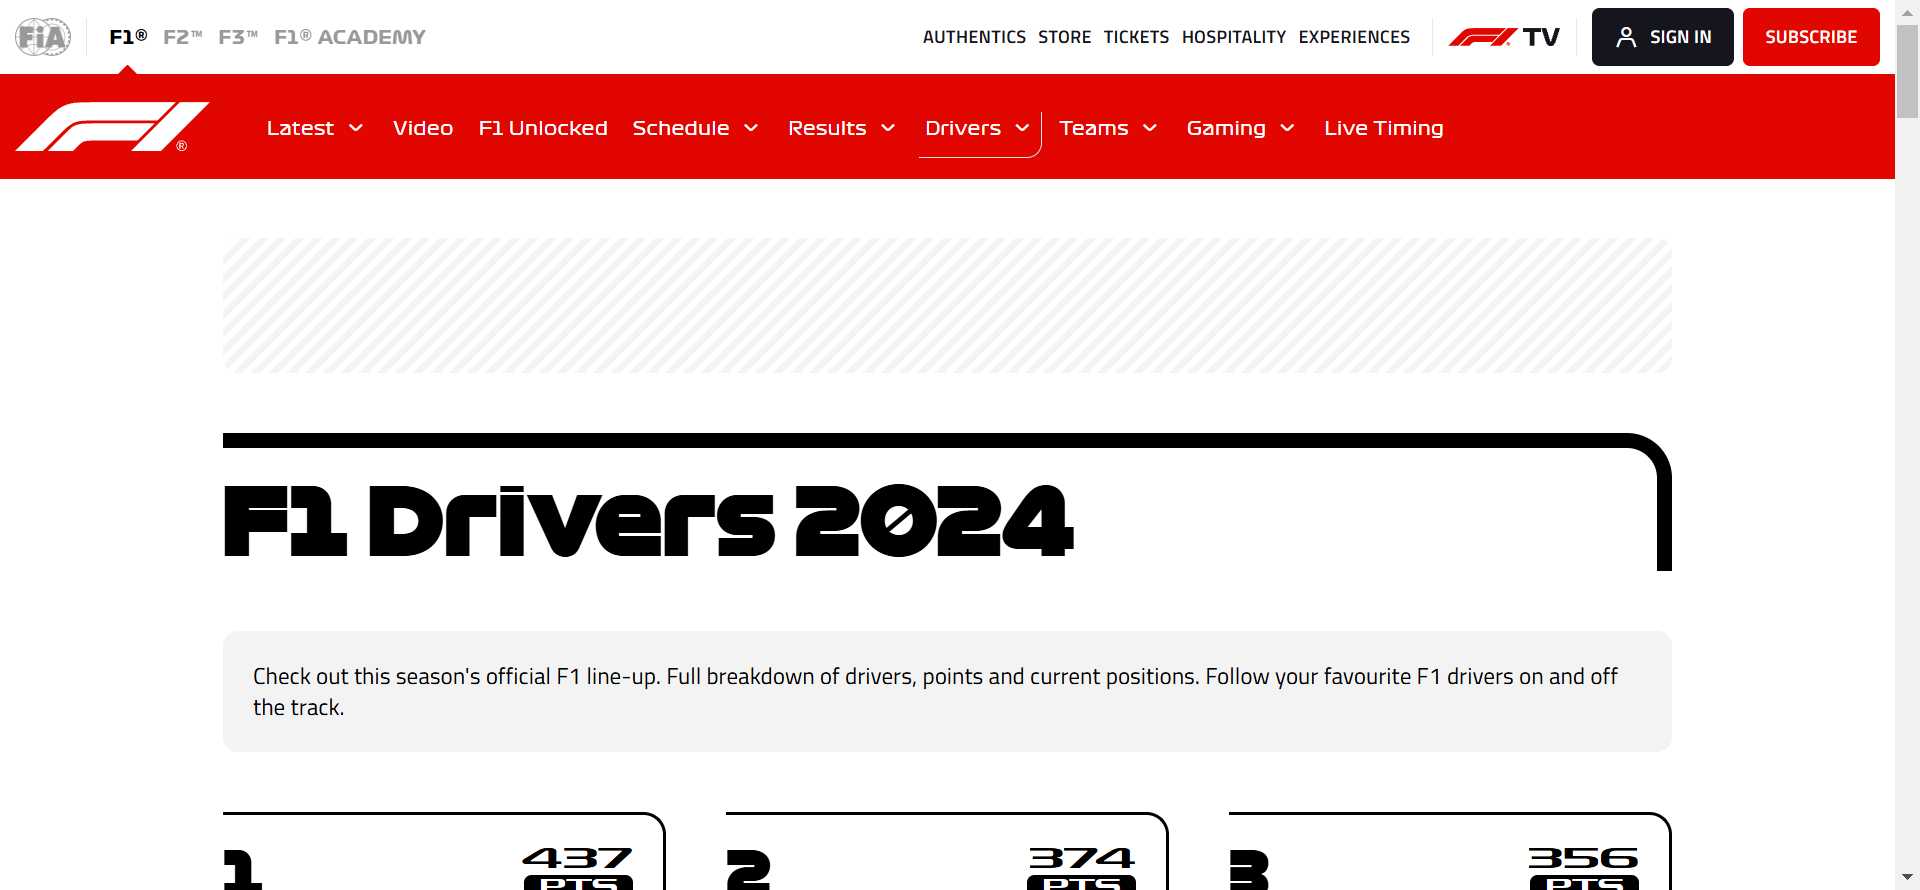 FiA F1® F2™ F3™ F1® ACADEMY AUTHENTICS STORE TICKETS HOSPITALITY EXPERIENCES F1 TV SIGN IN SUBSCRIBE
F1® Latest Video F1 Unlocked Schedule Results Drivers Teams Gaming Live Timing
F1 Drivers 2024
Check out this season's official F1 line-up. Full breakdown of drivers, points and current positions. Follow your favourite F1 drivers on and off
the track.
1 437 2 374 3 356
PTS PTS PTS